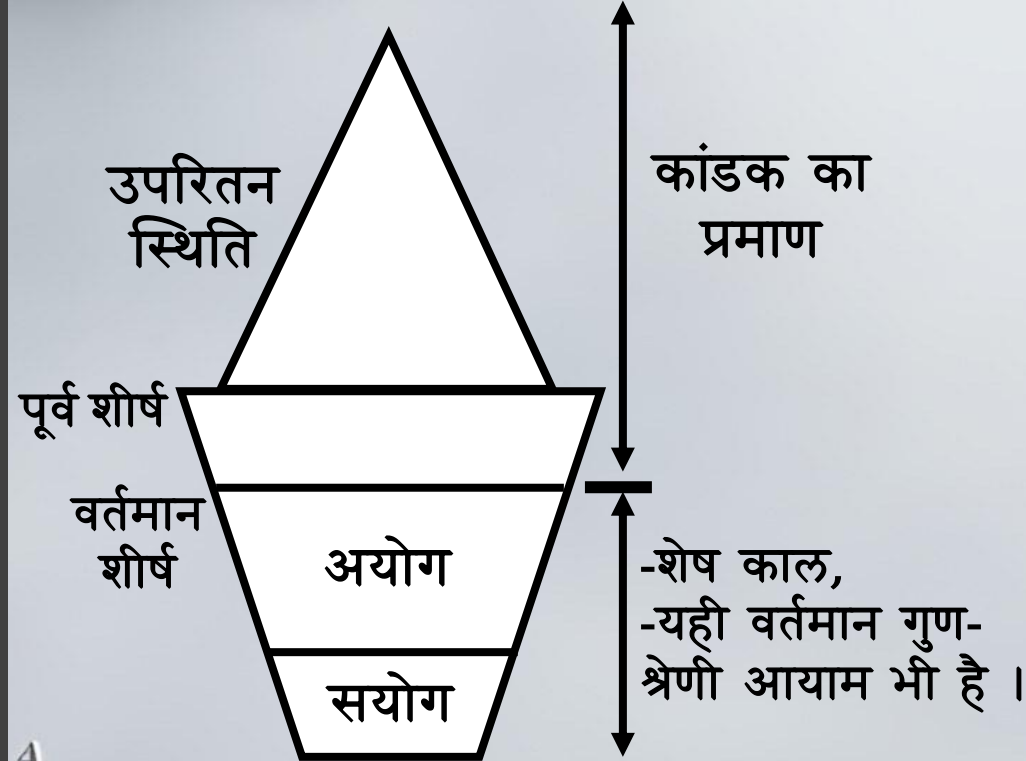 उपरितन
स्थिति
कांडक का
प्रमाण
पूर्व शीर्ष
वर्तमान
शीर्ष
अयोग
-शेष काल,
-यही वर्तमान गुण-
श्रेणी आयाम भी है ।
सयोग